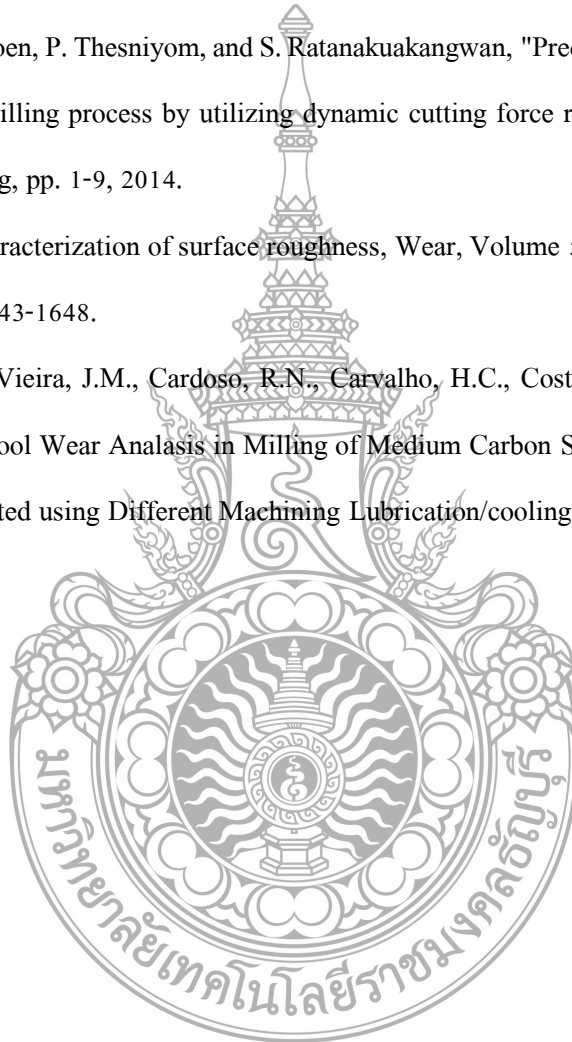 oen, P. Thesniyom, and S. Ratanakuakangwan, "Prec
illing process by utilizing dynamic cutting force r
g, pp. 1-9, 2014.
aracterization of surface roughness, Wear, Volume
43-1648.
Vieira, J.M., Cardoso, R.N., Carvalho, H.C., Cost
ool Wear Analasis in Milling of Medium Carbon S
ted using Different Machining Lubrication/cooling
มหาวิทยาลัยเทคโนโลยีราชมงคลธัญบุรี